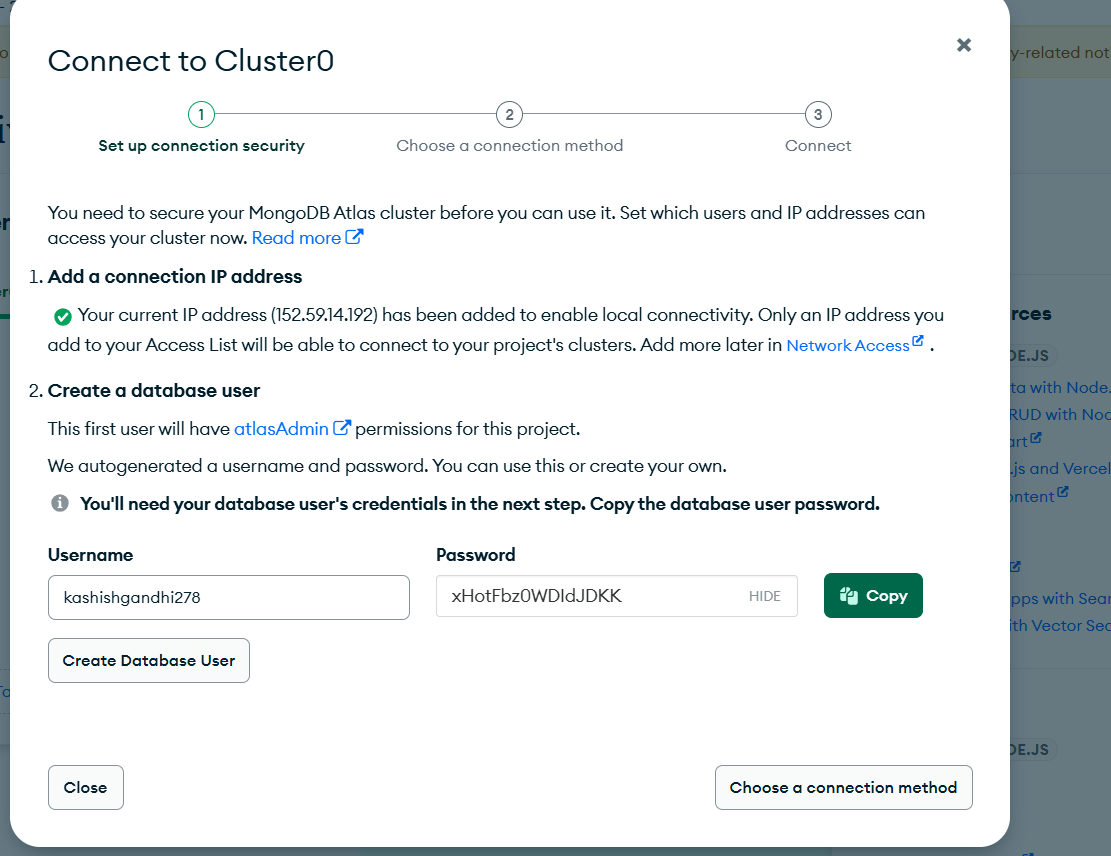 Connect to Cluster0
y-related not
1
2
3
Set up connection security
Choose a connection method
Connect
You need to secure your MongoDB Atlas cluster before you can use it. Set which users and IP addresses can
access your cluster now. Read more
1. Add a connection IP address
Your current IP address (152.59.14.192) has been added to enable local connectivity. Only an IP address you
add to your Access List will be able to connect to your project's clusters. Add more later in Network Access .
2. Create a database user
This first user will have atlasAdmin permissions for this project.
We autogenerated a username and password. You can use this or create your own.
You'll need your database user's credentials in the next step. Copy the database user password.
Username
Password
kashishgandhi278
xHotFbz0WDIdJDKK
HIDE
Copy
Create Database User
Close
Choose a connection method
rces
DE.JS
ta with Node.
RUD with Nod
art
.js and Vercel
ontent
pps with Sear
ith Vector Sec
DE.JS